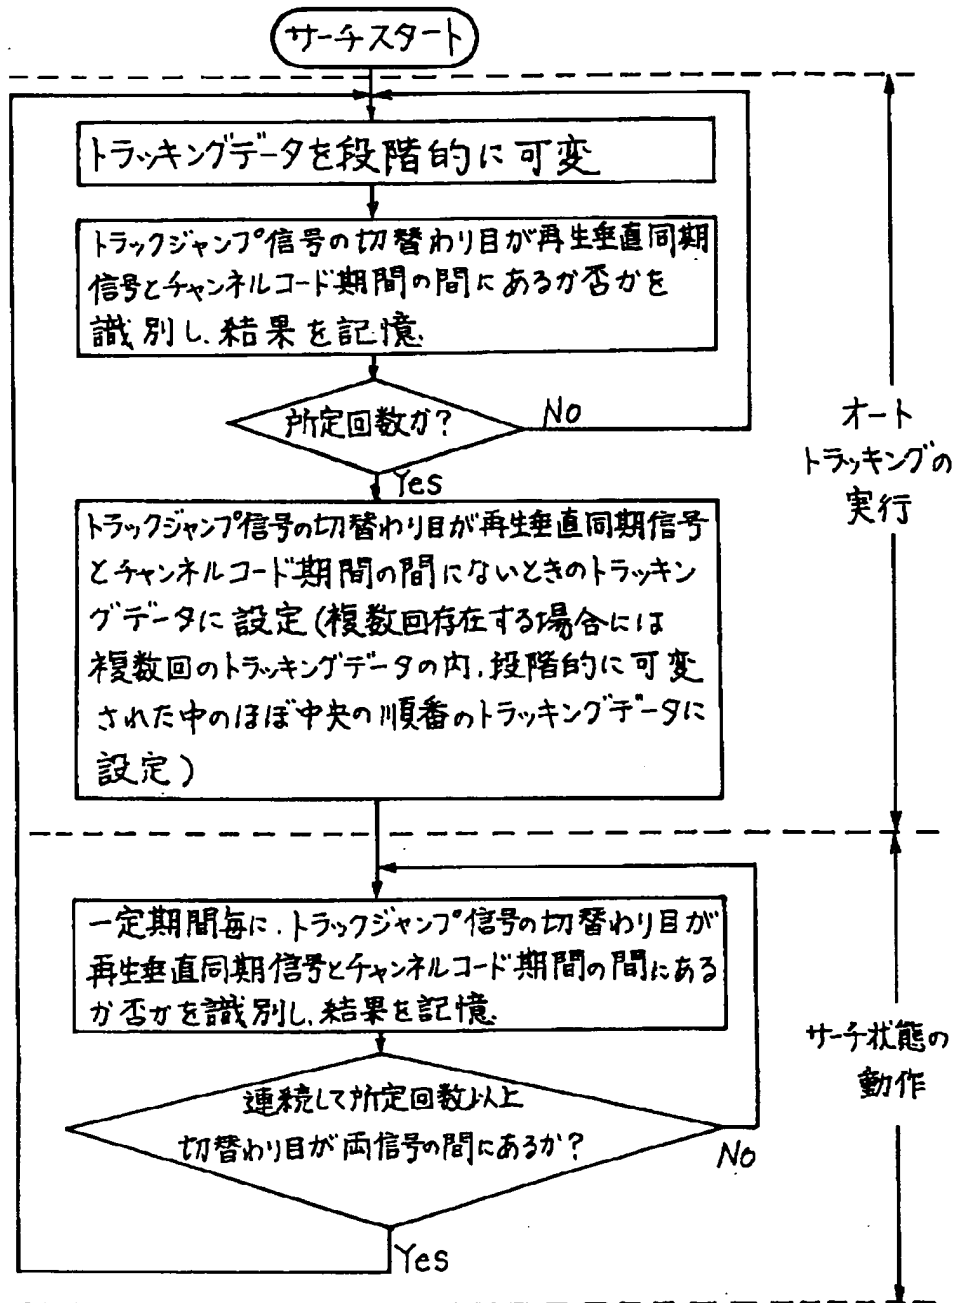 サーチスタート
トラッキングデータを段階的に可変
トラックジャンプ信号の切替わり目が再生垂直同期
信号とチャンネルコード期間の間にあるか否かを
識別し、結果を記憶.
所定回数か?
No
Yes
トラックジャンプ信号の切替わり目が再生垂直同期信号
とチャンネルコード期間の間にないときのトラッキン
グデータに設定(複数回存在する場合には
複数回のトラッキングデータの内、段階的に可変
された中のほぼ中央の順番のトラッキングデータに
設定)
オート
トラッキングの
実行
一定期間毎に、トラックジャンプ信号の切替わり目が
再生垂直同期信号とチャンネルコード期間の間にある
か否かを識別し、結果を記憶.
連続して所定回数以上
切替わり目が両信号の間にあるか?
No
Yes
サーチ状態の
動作